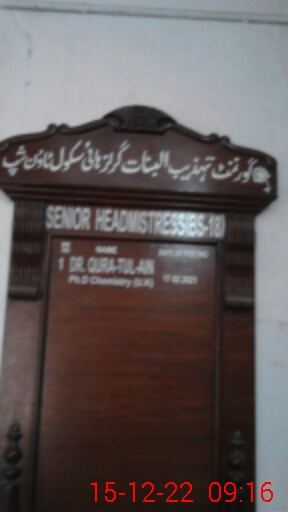 گورنمنٹ تہذیب البنات گرلز ہائی سکول ٹاؤن شپ
SENIOR HEADMISTRESS(BS-18)
NAME DATE OF POSTING
1 DR. QURA-TUL-AIN 17 02 2021
Ph.D Chemistry (U.K)
15-12-22 09:16